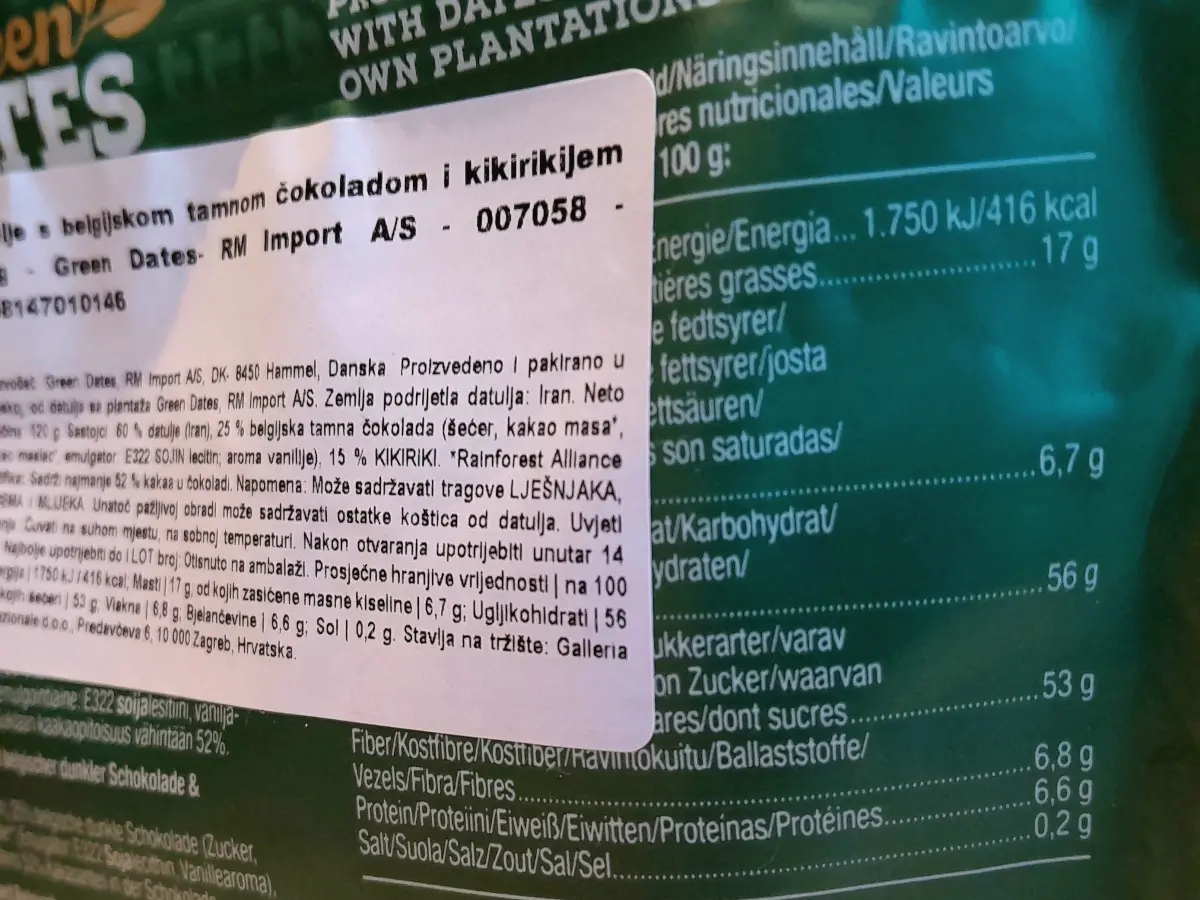 TES
WITH
OWN PLANTATION
d/Näringsinnehåll/Ravintoarvo/
res nutricionales/Valeurs
100 g:
lje s belgijskom tamnom čokoladom i kikirikijem
g - Green Dates- RM Import A/S - 007058 -
8147010146
Green Dates, RM Import A/S, DK- 8450 Hammel, Danska Proizvedeno i pakirano u
od datulja sa plantaža Green Dates, RM Import A/S. Zemlja podrijetla datulja: Iran. Neto
120 g Sastojci 60 % datulje (Iran), 25 % belgijska tamna čokolada (šećer, kakao masa*,
maslac*, emulgator E322 SOJIN lecitin; aroma vanilije), 15 % KIKIRIKI. *Rainforest Alliance
Sadrži najmanje 52 % kakaa u čokoladi. Napomena: Može sadržavati tragove LJEŠNJAKA,
I MLIJEKA Unatoč pažljivoj obradi može sadržavati ostatke koštica od datulja. Uvjeti
Čuvati na suhom mjestu, na sobnoj temperaturi. Nakon otvaranja upotrijebiti unutar 14
Najbolje upotrijebiti do i LOT broj: Otisnuto na ambalaži. Prosječne hranjive vrijednosti | na 100
| 1750 kJ / 416 kcal; Masti | 17 g, od kojih zasićene masne kiseline | 6,7 g; Ugljikohidrati | 56
kojih šećeri | 53 g; Vlakna | 6,8 g, Bjelančevine | 6,6 g; Sol | 0,2 g. Stavlja na tržište: Galleria
d.o.o., Predavčeva 6, 10 000 Zagreb, Hrvatska.
nergie/Energia... 1.750 kJ/416 kcal
tières grasses.......... 17 g
e fedtsyrer/
fettsyrer/josta
ettsäuren/
s son saturadas/
..........6,7 g
at/Karbohydrat/
ydraten/
..........56 g
ukkerarter/varav
on Zucker/waarvan
ares/dont sucres..........53 g
Fiber/Kostfibre/Kostfiber/Ravintokuitu/Ballaststoffe/
Vezels/Fibra/Fibres..........6,8 g
Protein/Proteiini/Eiweiß/Eiwitten/Proteínas/Protéines..........6,6 g
Salt/Suola/Salz/Zout/Sal/Sel..........0,2 g
E322 soijalesitiini, vanilja-
vähintään 52%.
dunkler Schokolade &
Schokolade (Zucker,
E322 Vanillearoma).
in der Schokolade